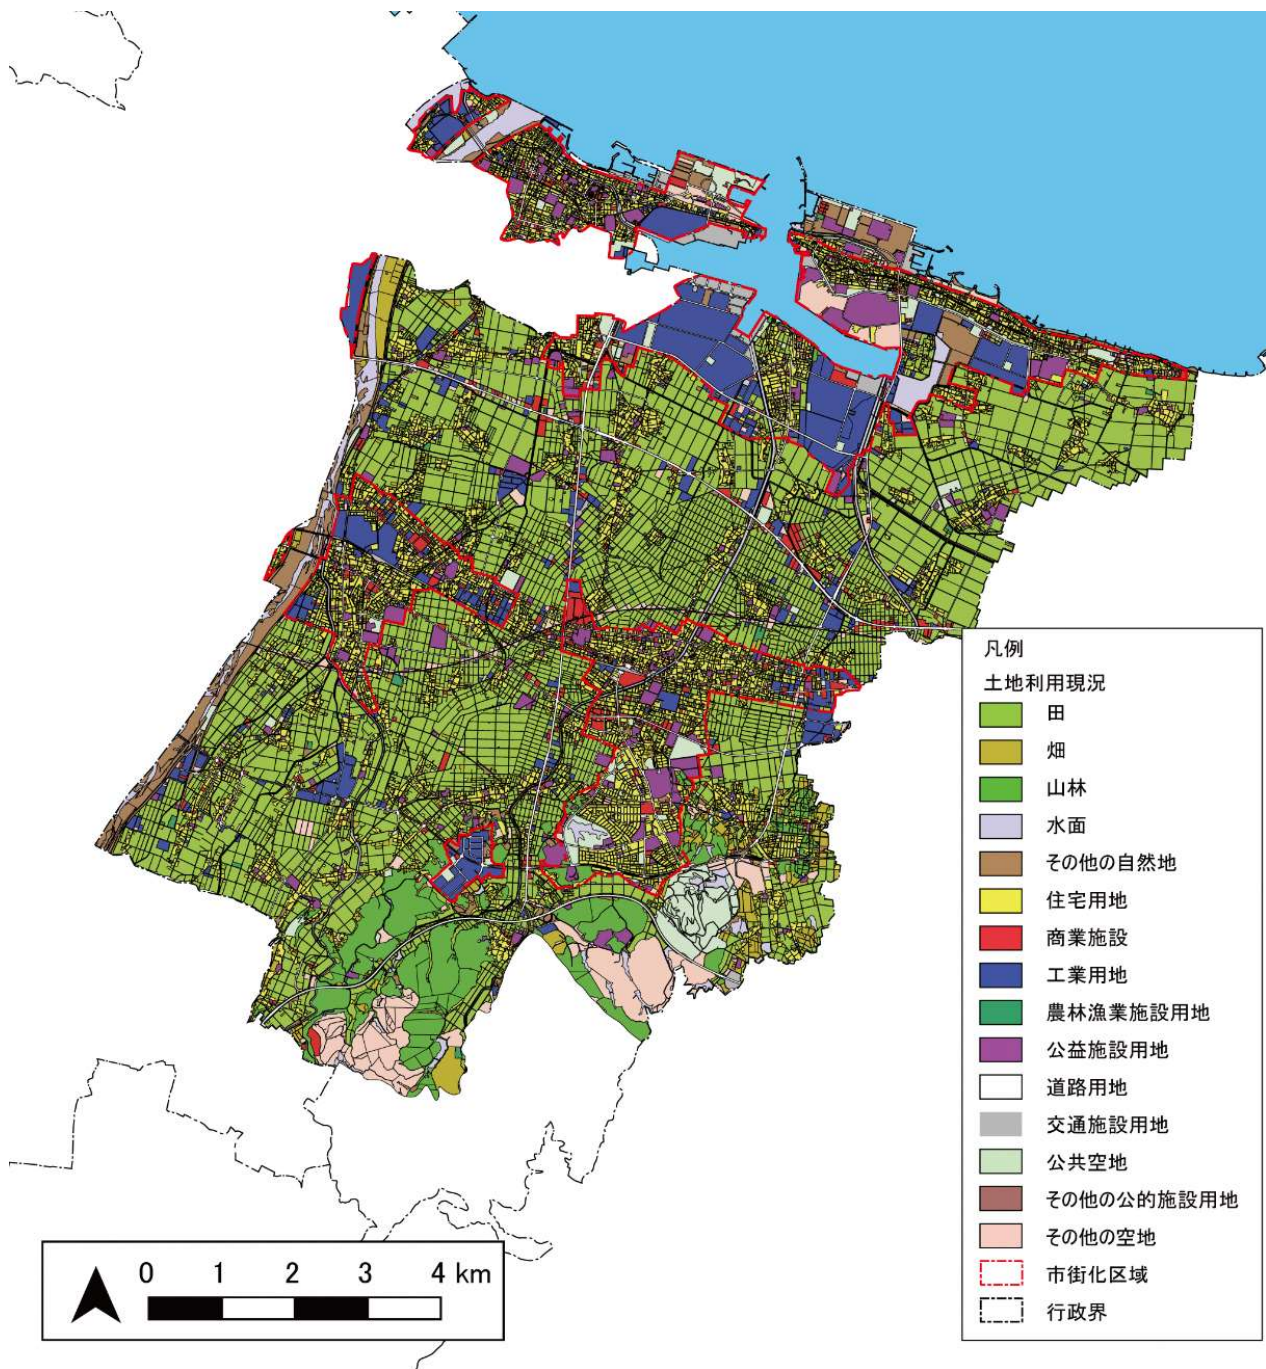 凡例
土地利用現況
田
畑
山林
水面
その他の自然地
住宅用地
商業施設
工業用地
農林漁業施設用地
公益施設用地
道路用地
交通施設用地
公共空地
その他の公的施設用地
その他の空地
市街化区域
行政界
0 1 2 3 4 km